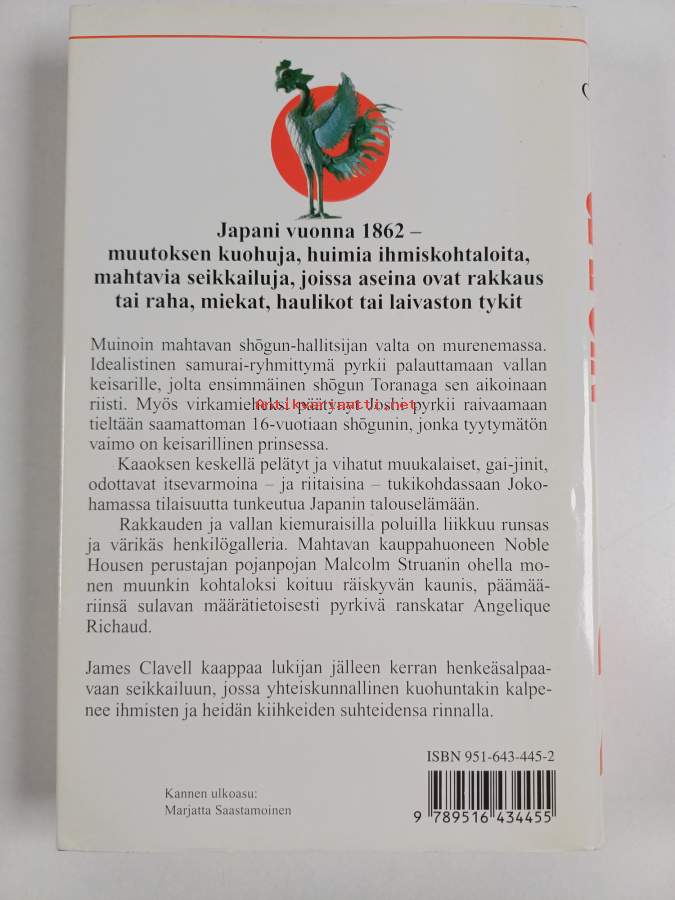 Japani vuonna 1862 –
muutoksen kuohuja, huimia ihmiskohtaloita,
mahtavia seikkailuja, joissa aseina ovat rakkaus
tai raha, miekat, haulikot tai laivaston tykit
Muinoin mahtavan shōgun-hallitsijan valta on murenemassa.
Idealistinen samurai-ryhmittymä pyrkii palauttamaan vallan
keisarille, jolta ensimmäinen shōgun Toranaga sen aikoinaan
riisti. Myös virkamieheksi päätynyt Yoshi pyrkii raivaamaan
Antikvariaatti.net
tieltään saamattoman 16-vuotiaan shōgunin, jonka tyytymätön
vaimo on keisarillinen prinsessa.
Kaaoksen keskellä pelätyt ja vihatut muukalaiset, gai-jinit,
odottavat itsevarmoina – ja riitaisina – tukikohdassaan Joko-
hamassa tilaisuutta tunkeutua Japanin talouselämään.
Rakkauden ja vallan kiemuraisilla poluilla liikkuu runsas
ja värikäs henkilögalleria. Mahtavan kauppahuoneen Noble
Housen perustajan pojanpojan Malcolm Struanin ohella mo-
nen muunkin kohtaloksi koituu räiskyvän kaunis, päämää-
riinsä sulavan määrätietoisesti pyrkivä ransktar Angelique
Richaud.
James Clavell kaappaa lukijan jälleen kerran henkeäsalpaa-
vaan seikkailuun, jossa yhteiskunnallinen kuohuntakin kalpe-
nee ihmisten ja heidän kiihkeiden suhteidensa rinnalla.
ISBN 951-643-445-2
Kannen ulkoasu:
Marjatta Saastamoinen
9 789516 434455